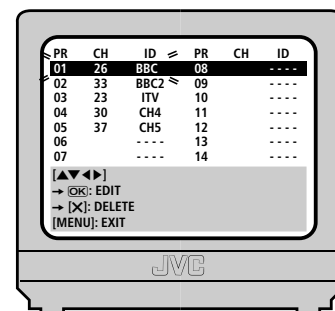 PR CH ID PR CH ID
01 26 BBC 08 - - - -
02 33 BBC2 09 - - - -
03 23 ITV 10 - - - -
04 30 CH4 11 - - - -
05 37 CH5 12 - - - -
06 - - - - 13 - - - -
07 - - - - 14 - - - -
[▲▼◀▶]
→ OK: EDIT
→ [X]: DELETE
[MENU]: EXIT
JVC